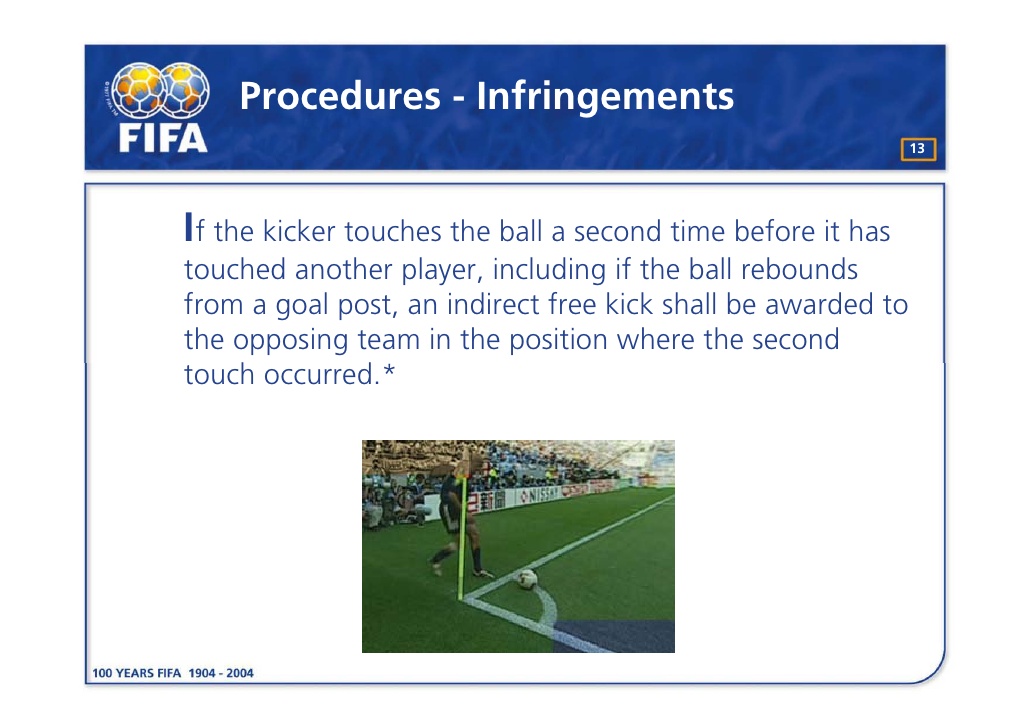 Procedures - Infringements
FIFA
13
If the kicker touches the ball a second time before it has
touched another player, including if the ball rebounds
from a goal post, an indirect free kick shall be awarded to
the opposing team in the position where the second
touch occurred.*
NISSHY
100 YEARS FIFA 1904 - 2004